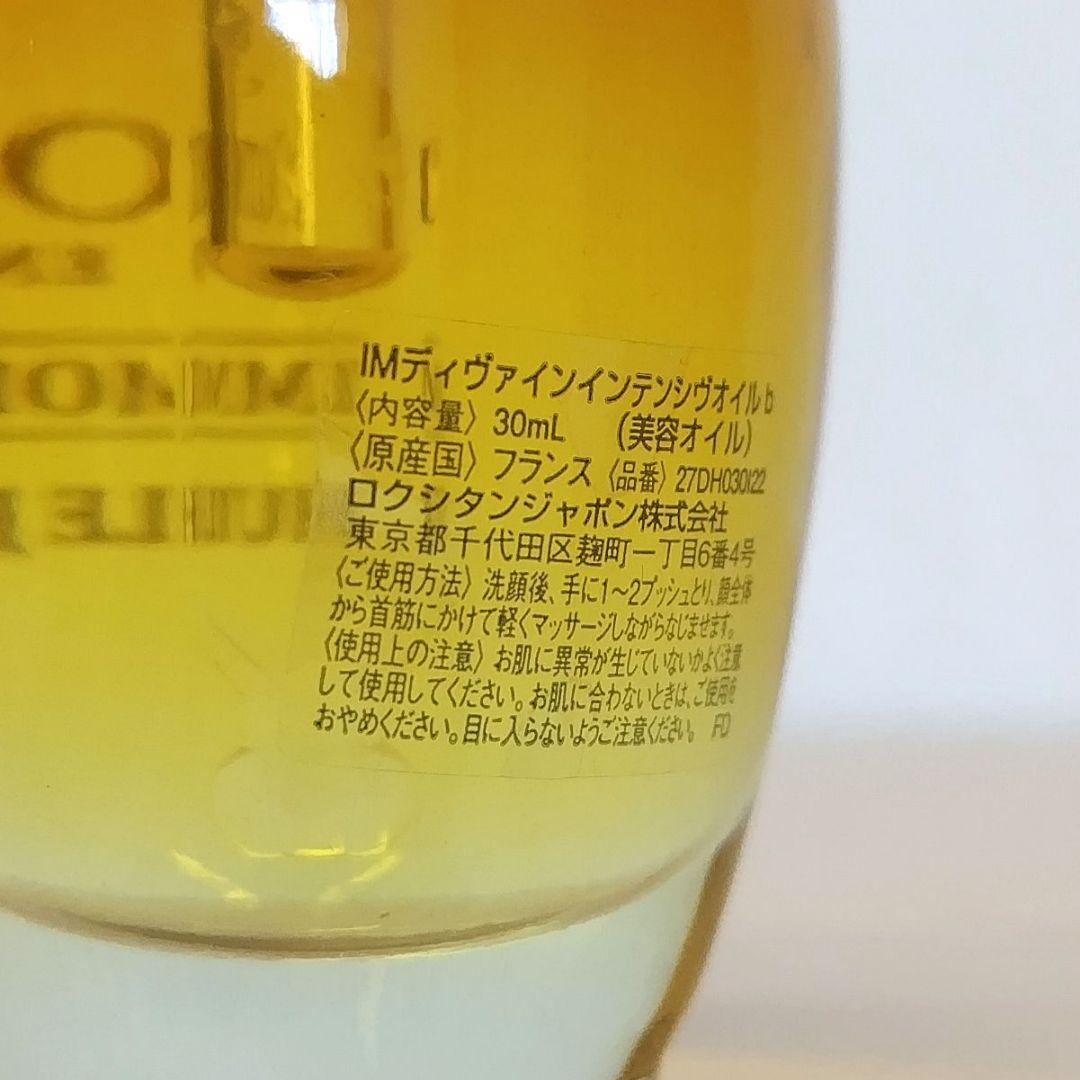 IMディヴァインインテンシヴオイル b
〈内容量〉 30mL （美容オイル）
〈原産国〉 フランス 〈品番〉 27DH030I22
ロクシタンジャポン株式会社
東京都千代田区麹町一丁目6番4号
〈ご使用方法〉 洗顔後、手に1〜2プッシュとり、顔全体
から首筋にかけて軽くマッサージしながらなじませます。
〈使用上の注意〉 お肌に異常が生じていないかよく注意
して使用してください。お肌に合わないときは、ご使用を
おやめください。目に入らないようご注意ください。 FD